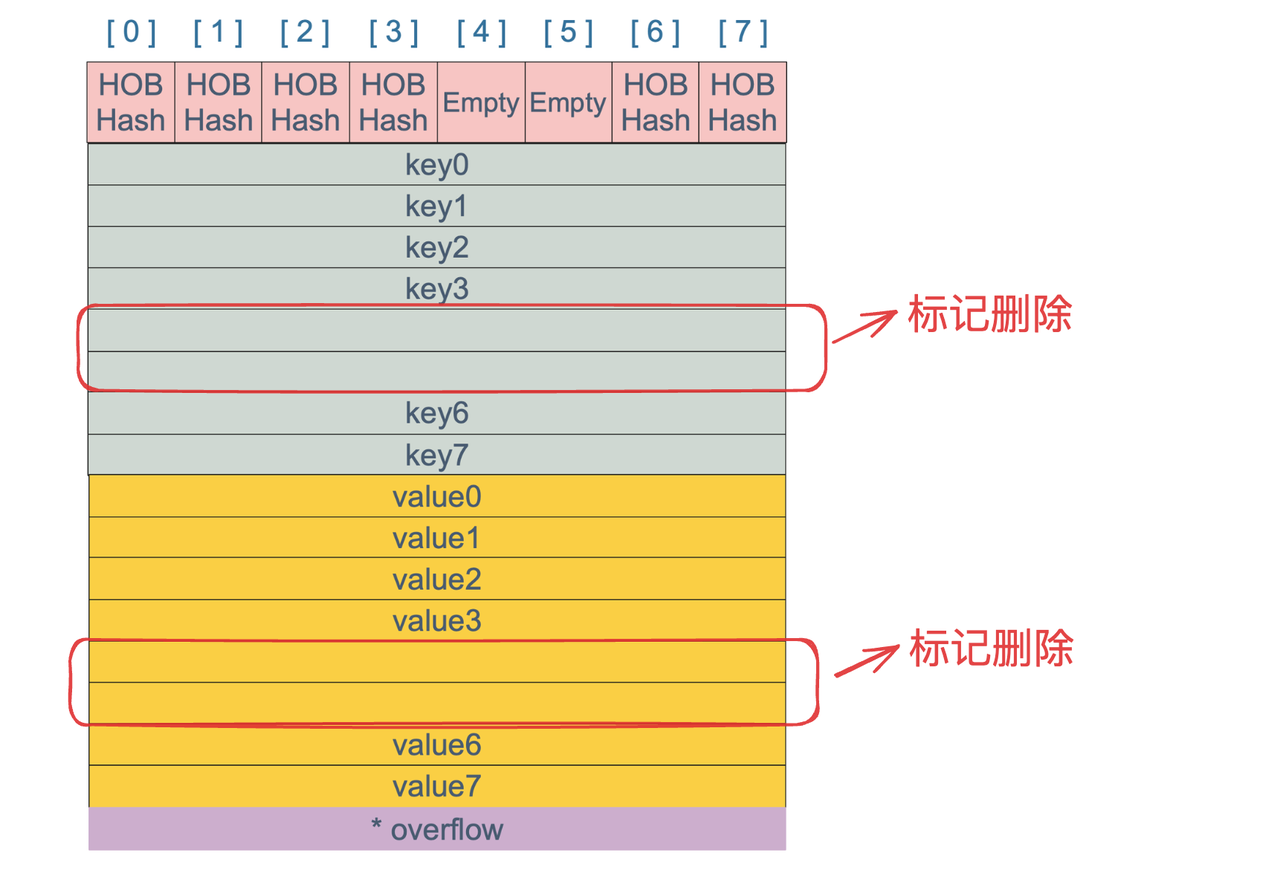 [ 0 ] [ 1 ] [ 2 ] [ 3 ] [ 4 ] [ 5 ] [ 6 ] [ 7 ]
HOB Hash
HOB Hash
HOB Hash
HOB Hash
Empty
Empty
HOB Hash
HOB Hash
key0
key1
key2
key3
标记删除
key6
key7
value0
value1
value2
value3
标记删除
value6
value7
* overflow